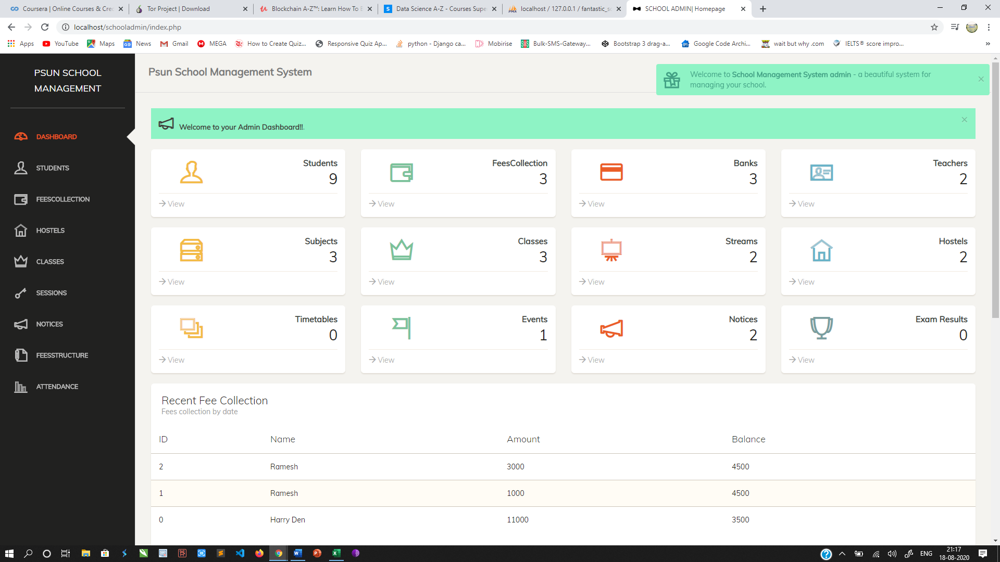 Coursera | Online Courses & Cre
Tor Project | Download
Blockchain A-Z™: Learn How To
Data Science A-Z - Courses Supe
localhost / 127.0.0.1 / fantastic_s
SCHOOL ADMIN| Homepage
localhost/schooladmin/index.php
Apps
YouTube
Maps
News
Gmail
MEGA
How to Create Quiz...
Responsive Quiz Ap...
python - Django ca...
Mobirise
Bulk-SMS-Gateway...
Bootstrap 3 drag-a...
Google Code Archi...
wait but why .com
IELTS® score impro...
»
PSUN SCHOOL
MANAGEMENT
DASHBOARD
STUDENTS
FEESCOLLECTION
HOSTELS
CLASSES
SESSIONS
NOTICES
FEESSTRUCTURE
ATTENDANCE
Psun School Management System
Welcome to School Management System admin - a beautiful system for
managing your school.
Welcome to your Admin Dashboard!!.
Students
9
View
FeesCollection
3
View
Banks
3
View
Teachers
2
View
Subjects
3
View
Classes
3
View
Streams
2
View
Hostels
2
View
Timetables
0
View
Events
1
View
Notices
2
View
Exam Results
0
View
Recent Fee Collection
Fees collection by date
ID Name Amount Balance
2 Ramesh 3000 4500
1 Ramesh 1000 4500
0 Harry Den 11000 3500
ENG
21:17
18-08-2020